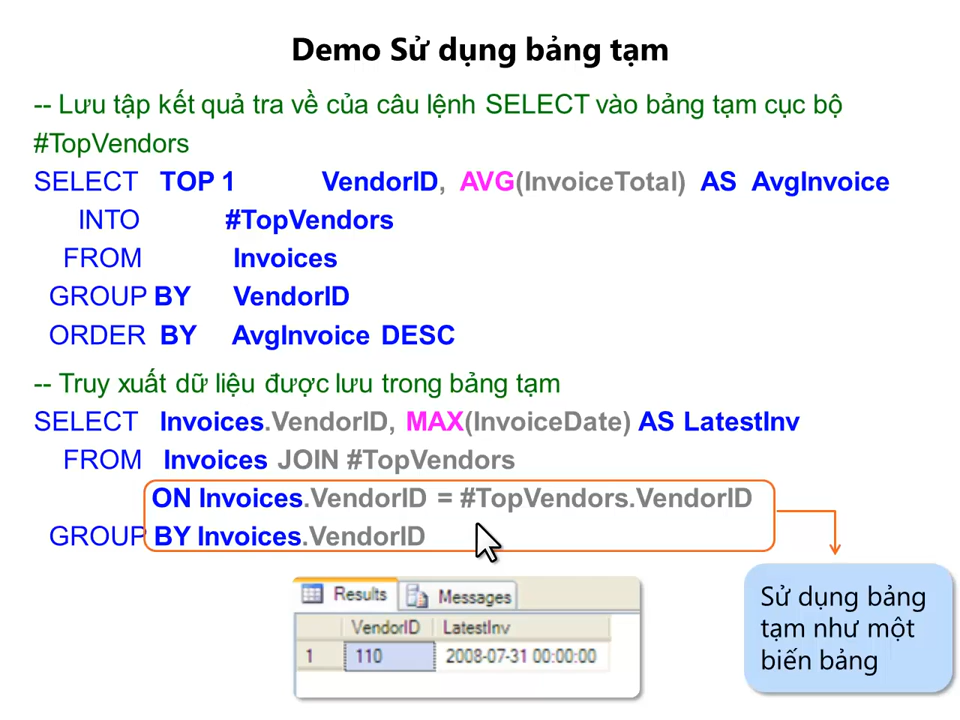 Demo Sử dụng bảng tạm
-- Lưu tập kết quả tra về của câu lệnh SELECT vào bảng tạm cục bộ
#TopVendors
SELECT TOP 1 VendorID, AVG(InvoiceTotal) AS AvgInvoice
INTO #TopVendors
FROM Invoices
GROUP BY VendorID
ORDER BY AvgInvoice DESC
-- Truy xuất dữ liệu được lưu trong bảng tạm
SELECT Invoices.VendorID, MAX(InvoiceDate) AS LatestInv
FROM Invoices JOIN #TopVendors
ON Invoices.VendorID = #TopVendors.VendorID
GROUP BY Invoices.VendorID
Sử dụng bảng
tạm như một
biến bảng
Results Messages
VendorID LatestInv
1 110 2008-07-31 00:00:00